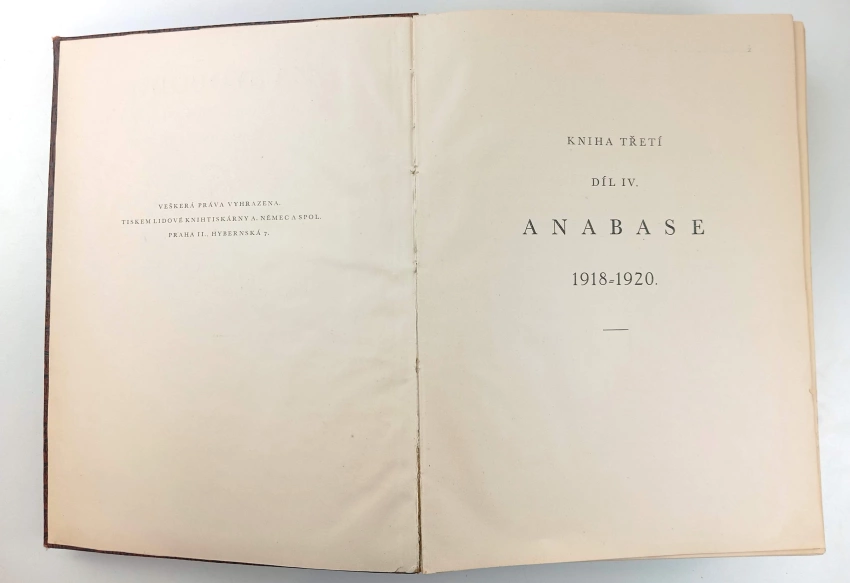 VEŠKERÁ PRÁVA VYHRAZENA.
TISKEM LIDOVÉ KNIHTISKÁRNY A. NĚMEC A SPOL.
PRAHA II., HYBERNSKÁ 7.
KNIHA TŘETÍ
DÍL IV.
ANABASE
1918-1920.